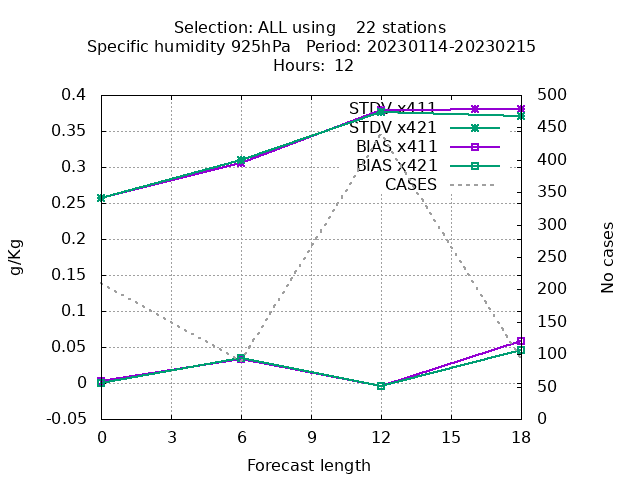 Selection: ALL using    22 stations
Specific humidity 925hPa   Period: 20230114-20230215
Hours:  12
0.4
0.35
0.3
0.25
0.2
0.15
0.1
0.05
0
-0.05
g/Kg
STDV x411
STDV x421
BIAS x411
BIAS x421
CASES
500
450
400
350
300
250
200
150
100
50
0
No cases
0 3 6 9 12 15 18
Forecast length